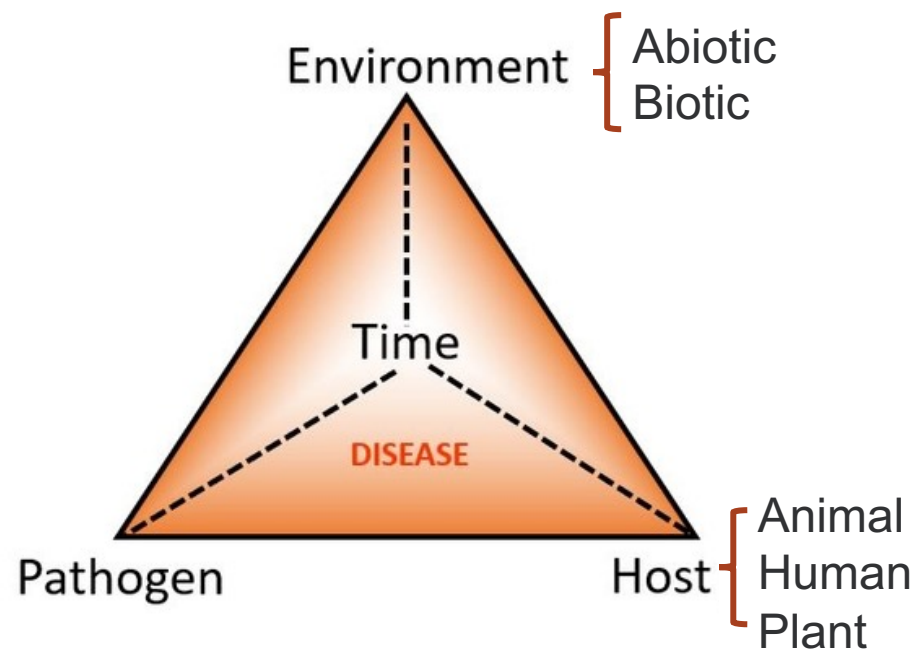 Environment
Abiotic
Biotic
Time
DISEASE
Pathogen
Host
Animal
Human
Plant